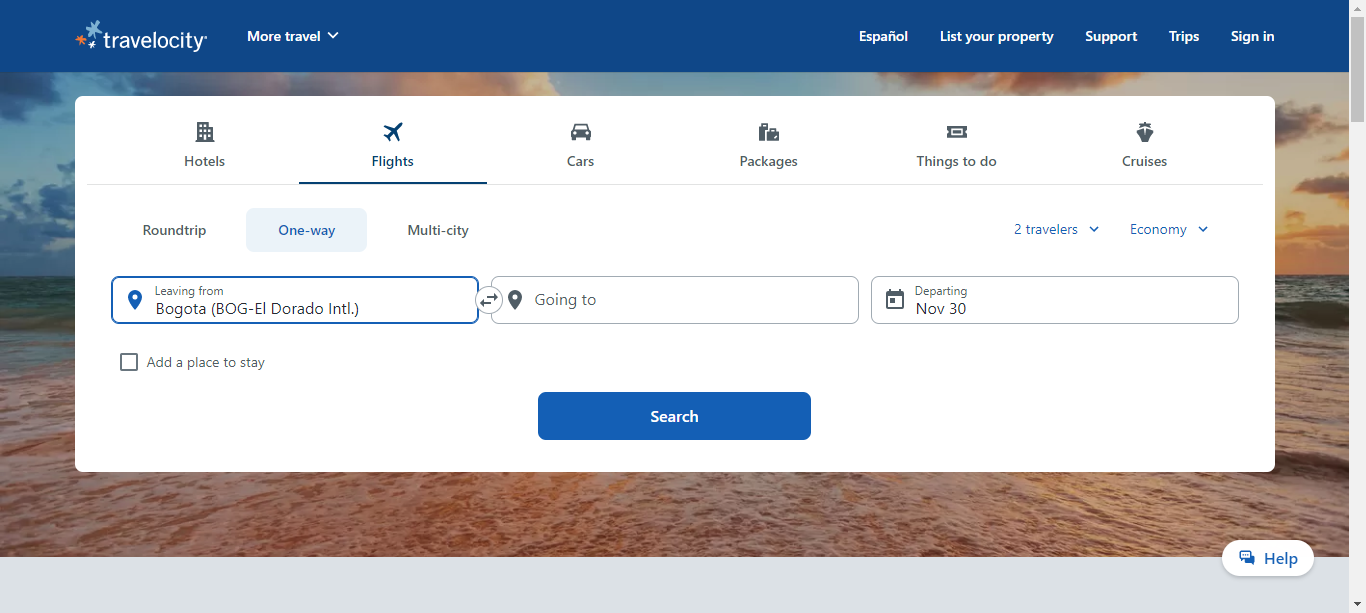 travelocity
More travel
Español
List your property
Support
Trips
Sign in
Hotels
Flights
Cars
Packages
Things to do
Cruises
Roundtrip
One-way
Multi-city
2 travelers
Economy
Leaving from
Bogota (BOG-El Dorado Intl.)
Going to
Departing
Nov 30
Add a place to stay
Search
Help